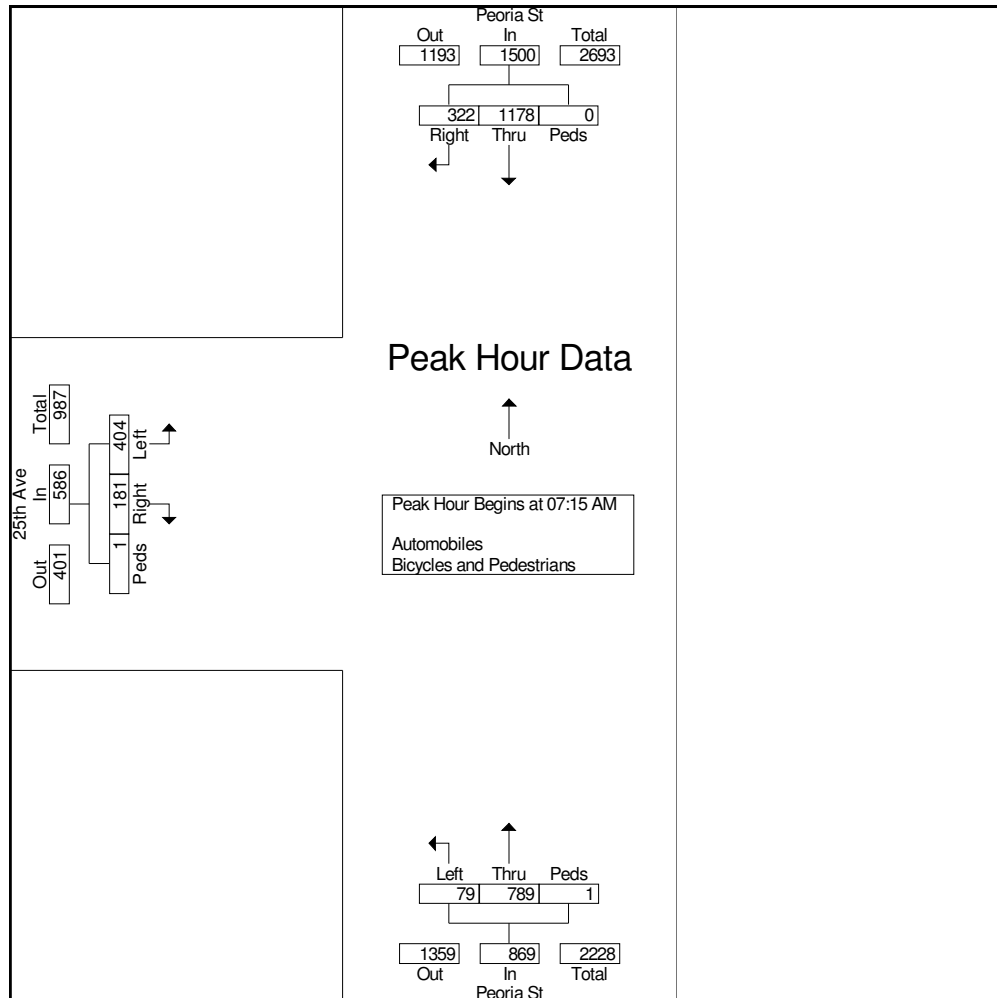 Peoria St
Out In Total
1193 1500 2693
322 1178 0
Right Thru Peds
Peak Hour Data
North
Peak Hour Begins at 07:15 AM
Automobiles
Bicycles and Pedestrians
25th Ave
Out In Total
401 586 987
1 181 404
Peds Right Left
Left Thru Peds
79 789 1
1359 869 2228
Out In Total
Peoria St